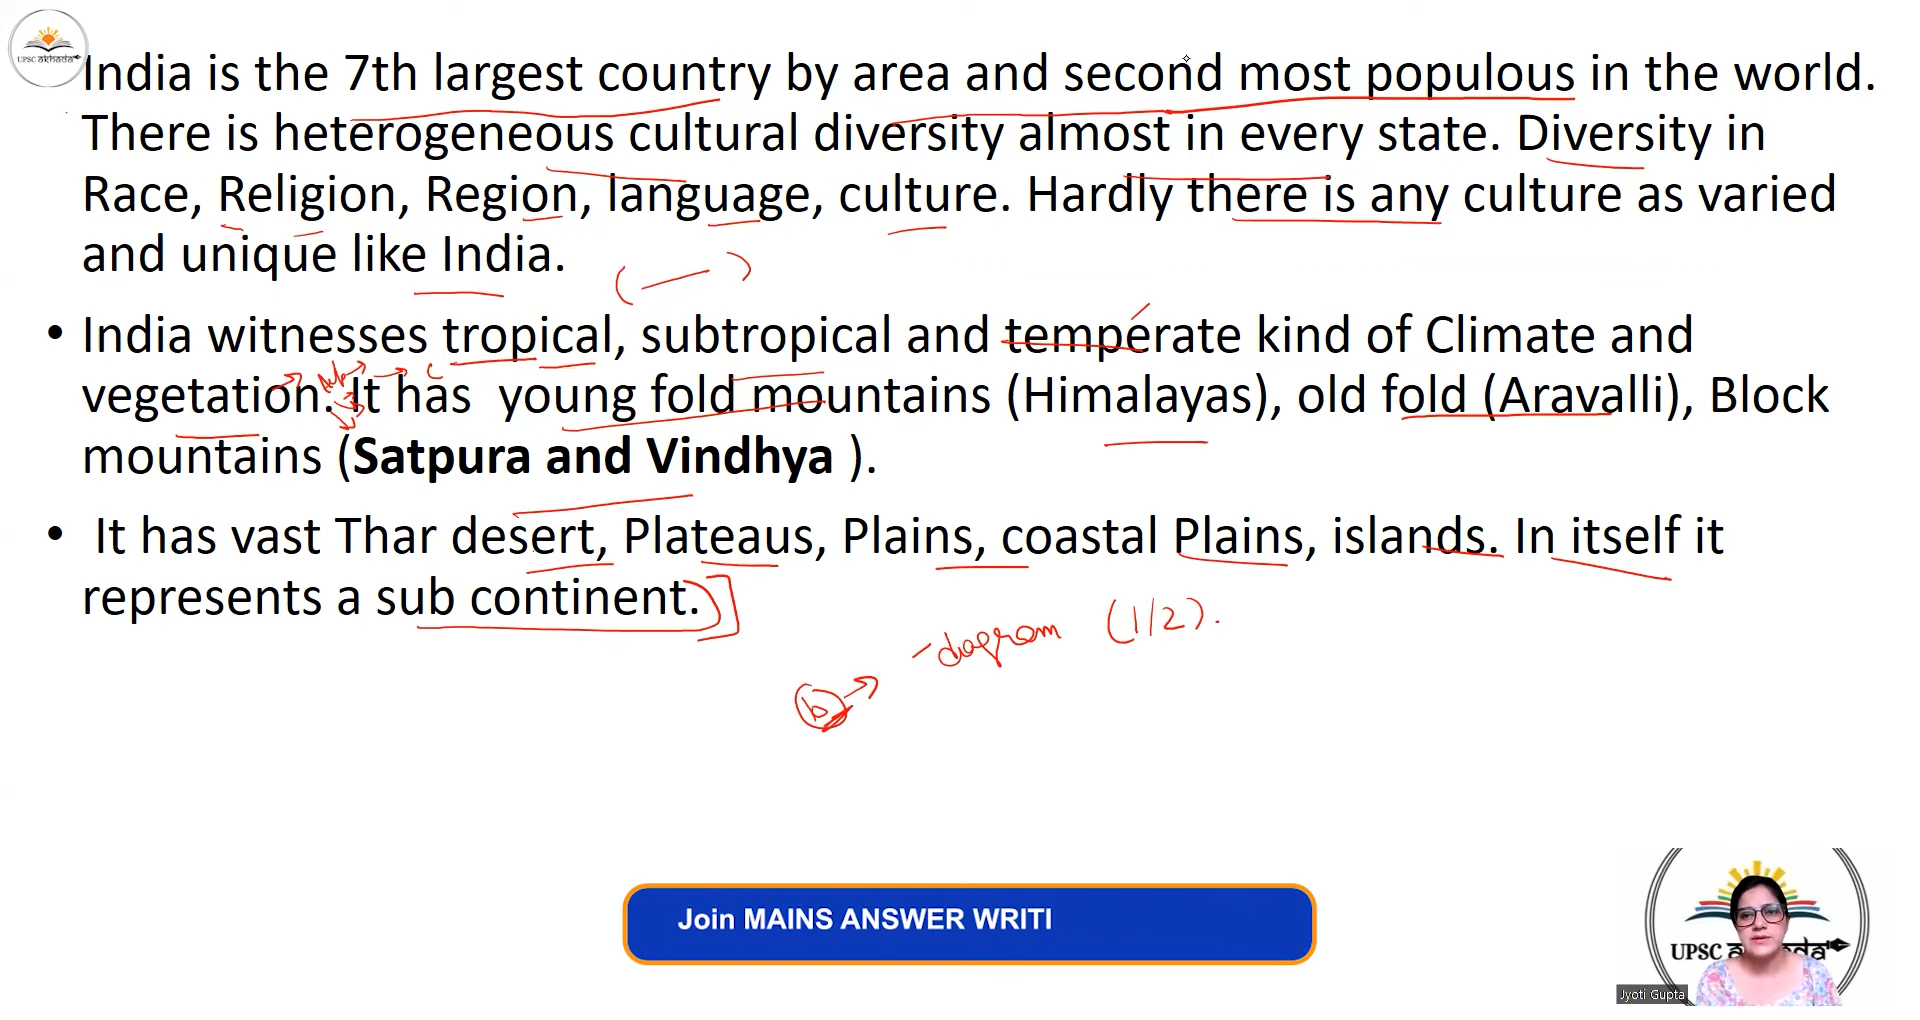 UPSC akhada
India is the 7th largest country by area and second most populous in the world.
There is heterogeneous cultural diversity almost in every state. Diversity in
Race, Religion, Region, language, culture. Hardly there is any culture as varied
and unique like India.
• India witnesses tropical, subtropical and temperate kind of Climate and
vegetation. It has young fold mountains (Himalayas), old fold (Aravalli), Block
mountains (Satpura and Vindhya ).
• It has vast Thar desert, Plateaus, Plains, coastal Plains, islands. In itself it
represents a sub continent.
-diagram (1/2).
b
Join MAINS ANSWER WRITI
UPSC
Jyoti Gupta